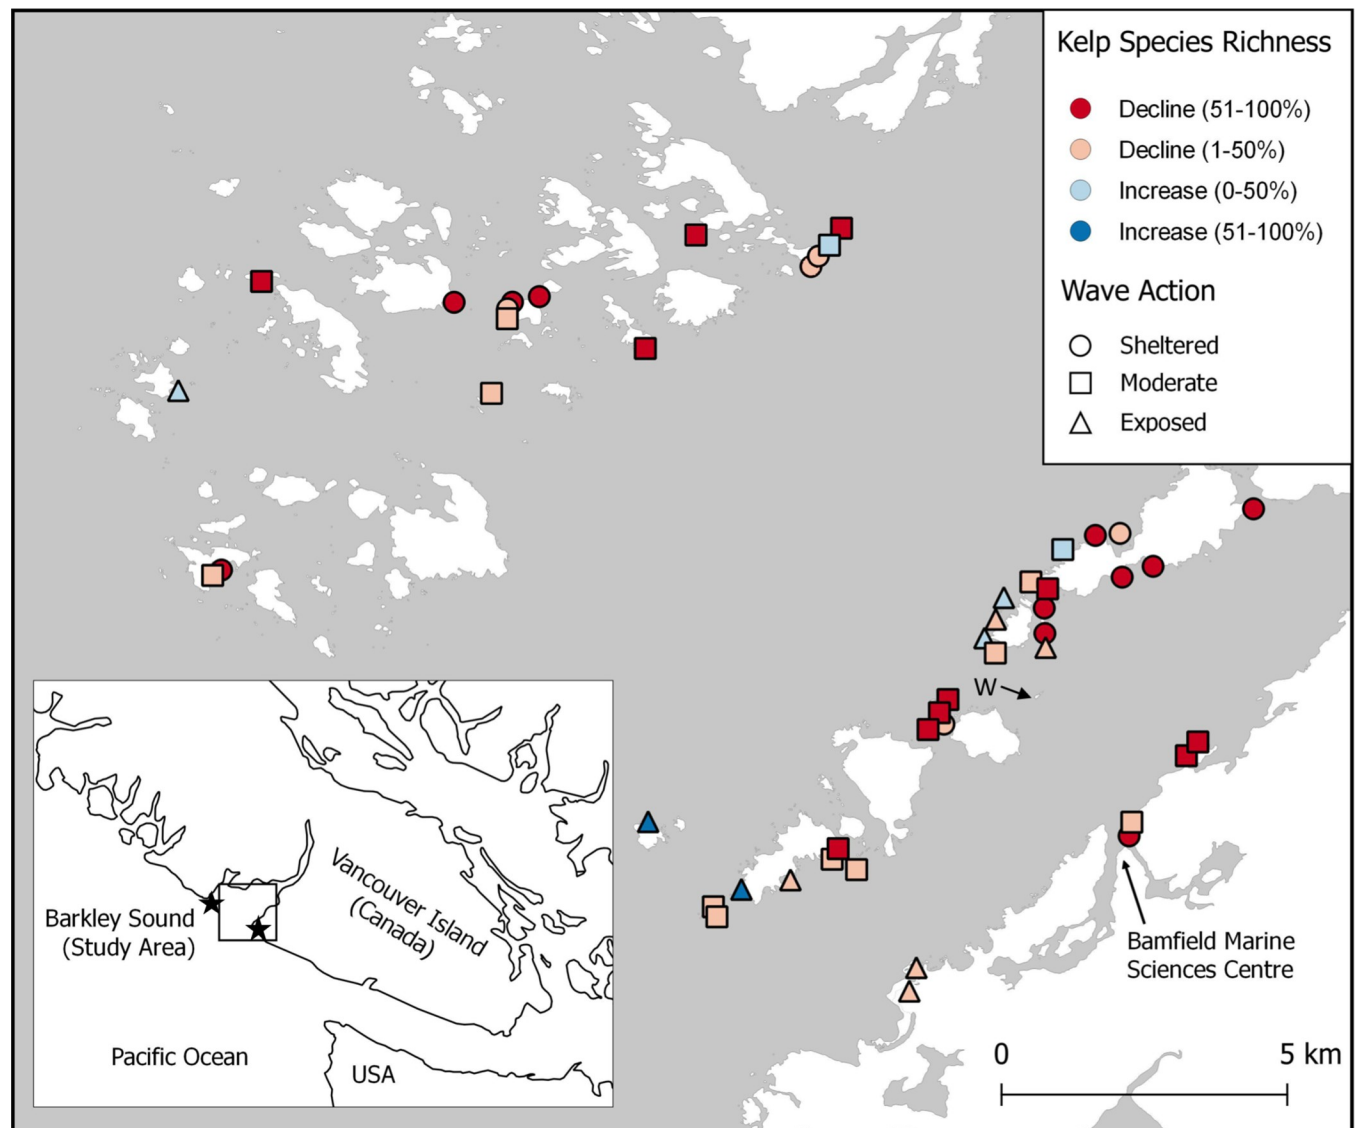 Kelp Species Richness
Decline (51-100%)
Decline (1-50%)
Increase (0-50%)
Increase (51-100%)
Wave Action
Sheltered
Moderate
Exposed
W
Vancouver Island
(Canada)
Barkley Sound
(Study Area)
Pacific Ocean
USA
Bamfield Marine
Sciences Centre
0 5 km